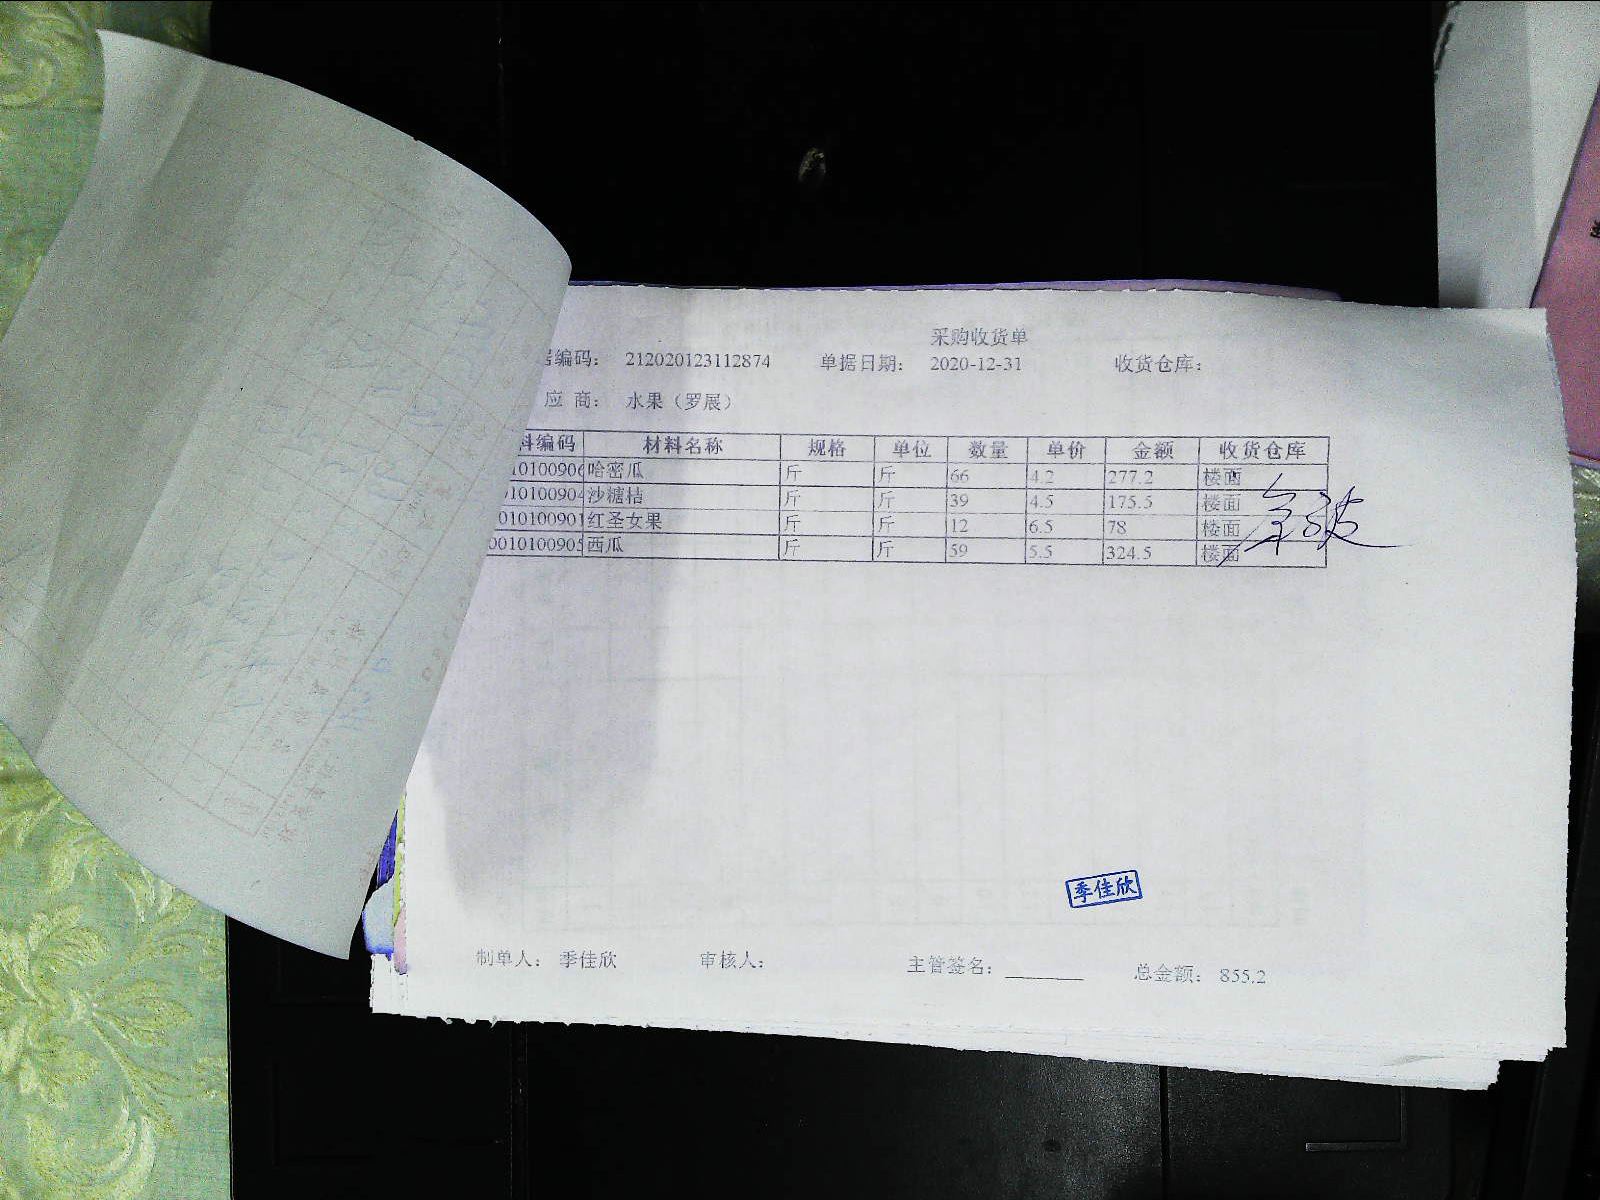 采购收货单
编码： 212020123112874 单据日期： 2020-12-31 收货仓库：
应 商： 水果（罗展）
料编码 材料名称 规格 单位 数量 单价 金额 收货仓库
10100906 哈密瓜 斤 斤 66 4.2 277.2 楼面
10100904 沙糖桔 斤 斤 39 4.5 175.5 楼面
010100901 红圣女果 斤 斤 12 6.5 78 楼面
0010100905 西瓜 斤 斤 59 5.5 324.5 楼面
季佳欣
制单人： 季佳欣 审核人： 主管签名： 总金额： 855.2